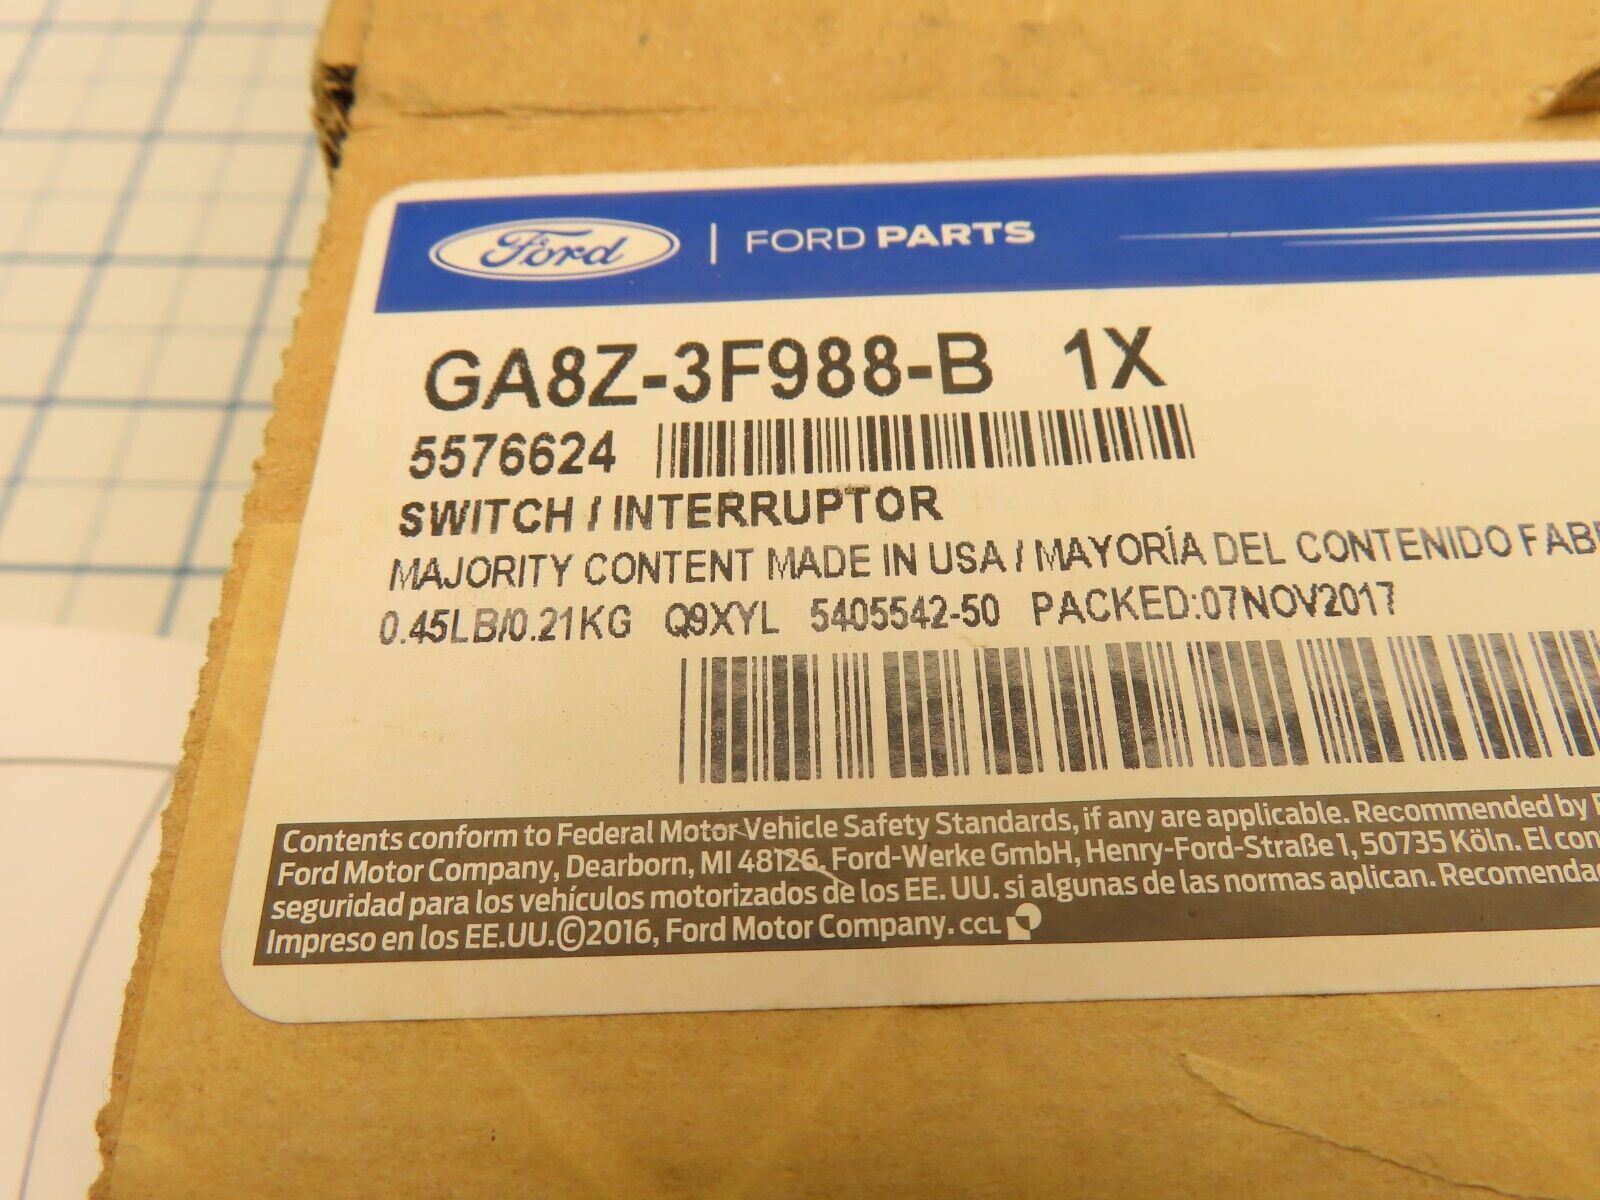 Ford | FORD PARTS
GA8Z-3F988-B 1X
5576624
SWITCH / INTERRUPTOR
MAJORITY CONTENT MADE IN USA / MAYORÍA DEL CONTENIDO
0.45LB/0.21KG Q9XYL 5405542-50 PACKED:07NOV2017
Contents conform to Federal Motor Vehicle Safety Standards, if any are applicable. Recommended by
Ford Motor Company, Dearborn, MI 48126. Ford-Werke GmbH, Henry-Ford-Straße 1, 50735 Köln. El
seguridad para los vehículos motorizados de los EE. UU. si algunas de las normas aplican.
Impreso en los EE.UU.©2016, Ford Motor Company. CCL